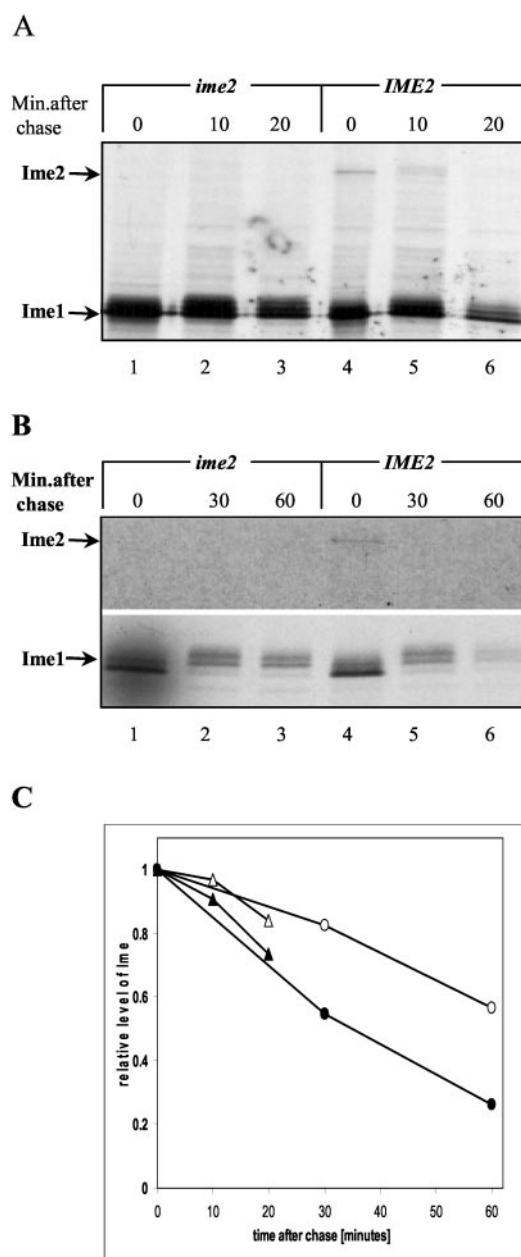 A
ime2 IME2
Min.after
chase 0 10 20 0 10 20
Ime2
Ime1
1 2 3 4 5 6
B
ime2 IME2
Min.after
chase 0 30 60 0 30 60
Ime2
Ime1
1 2 3 4 5 6
C
relative level of Ime
1
0.8
0.6
0.4
0.2
0
0 10 20 30 40 50 60
time after chase [minutes]